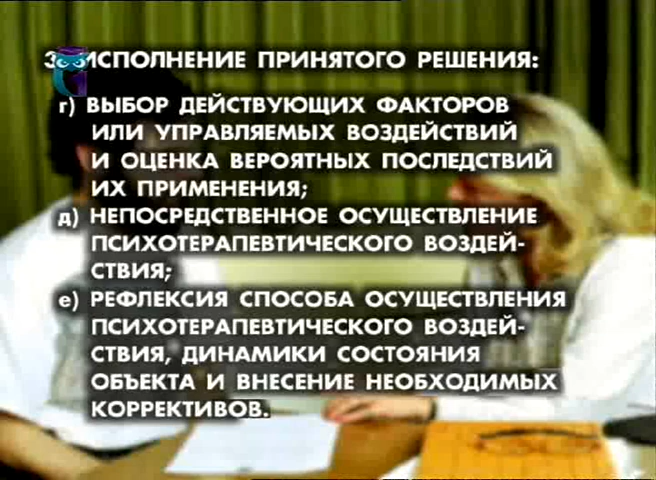 3. ИСПОЛНЕНИЕ ПРИНЯТОГО РЕШЕНИЯ:
г) ВЫБОР ДЕЙСТВУЮЩИХ ФАКТОРОВ
ИЛИ УПРАВЛЯЕМЫХ ВОЗДЕЙСТВИЙ
И ОЦЕНКА ВЕРОЯТНЫХ ПОСЛЕДСТВИЙ
ИХ ПРИМЕНЕНИЯ;
д) НЕПОСРЕДСТВЕННОЕ ОСУЩЕСТВЛЕНИЕ
ПСИХОТЕРАПЕВТИЧЕСКОГО ВОЗДЕЙ-
СТВИЯ;
е) РЕФЛЕКСИЯ СПОСОБА ОСУЩЕСТВЛЕНИЯ
ПСИХОТЕРАПЕВТИЧЕСКОГО ВОЗДЕЙ-
СТВИЯ, ДИНАМИКИ СОСТОЯНИЯ
ОБЪЕКТА И ВНЕСЕНИЕ НЕОБХОДИМЫХ
КОРРЕКТИВОВ.